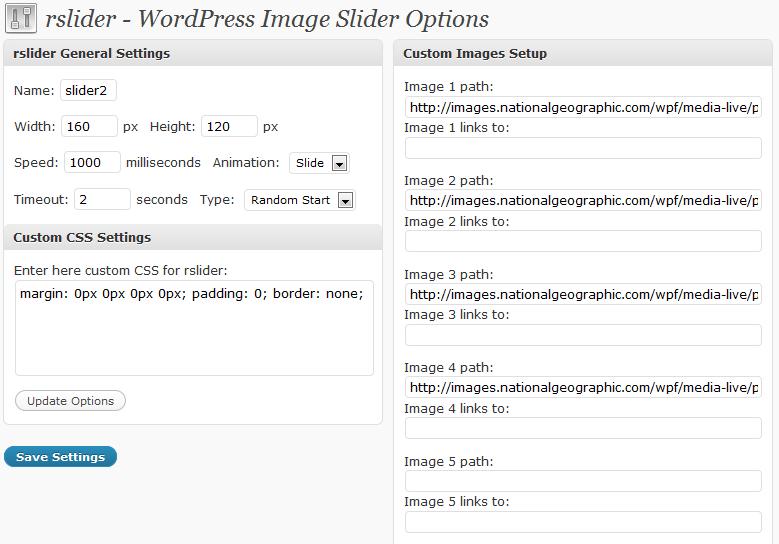 rslider - WordPress Image Slider Options
rslider General Settings
Name: slider2
Width: 160 px Height: 120 px
Speed: 1000 milliseconds Animation: Slide
Timeout: 2 seconds Type: Random Start
Custom CSS Settings
Enter here custom CSS for rslider:
margin: 0px 0px 0px 0px; padding: 0; border: none;
Update Options
Save Settings
Custom Images Setup
Image 1 path:
http://images.nationalgeographic.com/wpf/media-live/p
Image 1 links to:
Image 2 path:
http://images.nationalgeographic.com/wpf/media-live/p
Image 2 links to:
Image 3 path:
http://images.nationalgeographic.com/wpf/media-live/p
Image 3 links to:
Image 4 path:
http://images.nationalgeographic.com/wpf/media-live/p
Image 4 links to:
Image 5 path:
Image 5 links to: